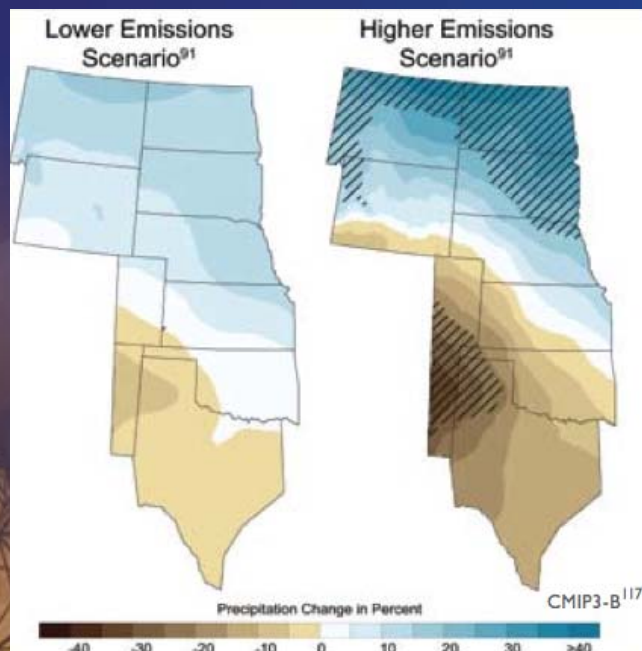 Lower Emissions
Scenario91
Higher Emissions
Scenario91
CMIP3-B117
Precipitation Change in Percent
-40 -30 -20 -10 0 10 20 30 ≥40